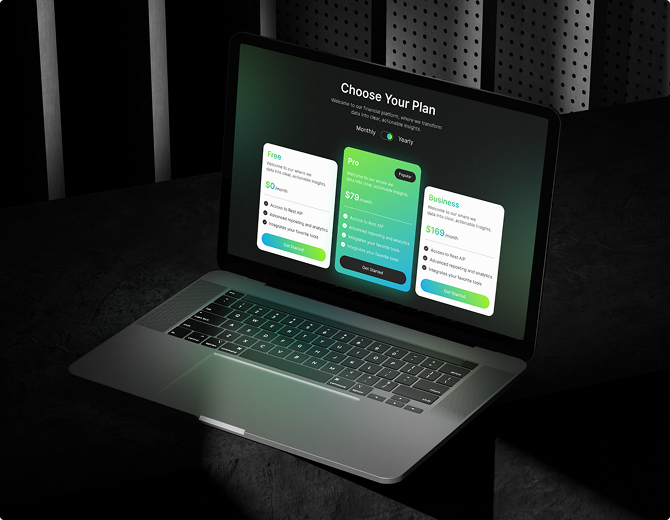 Choose Your Plan
Welcome to our financial platform, where we transform
data into clear, actionable insights.
Monthly Yearly
Free
Welcome to our where we
data into clear, actionable insights.
$0/month
Access to Rest AIP
Advanced reporting and analytics
Integrates your favorite tools
Get Started
Pro
Popular
Welcome to our where we
data into clear, actionable insights.
$79/month
Access to Rest AIP
Advanced reporting and analytics
Integrates your favorite tools
Integrates your favorite tools
Get Started
Business
Welcome to our where we
data into clear, actionable insights.
$169/month
Access to Rest AIP
Advanced reporting and analytics
Integrates your favorite tools
Get Started